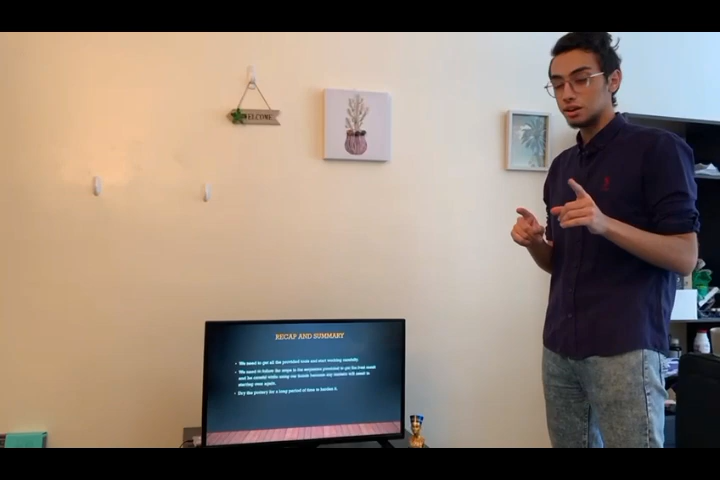 WELCOME
RECAP AND SUMMARY
• We need to get all the provided tools and start working carefully.
• We need to follow the steps in the sequence provided to get the best result
and be careful while using our hands because any mistake will result in
starting over again.
• Dry the pottery for a long period of time to harden it.